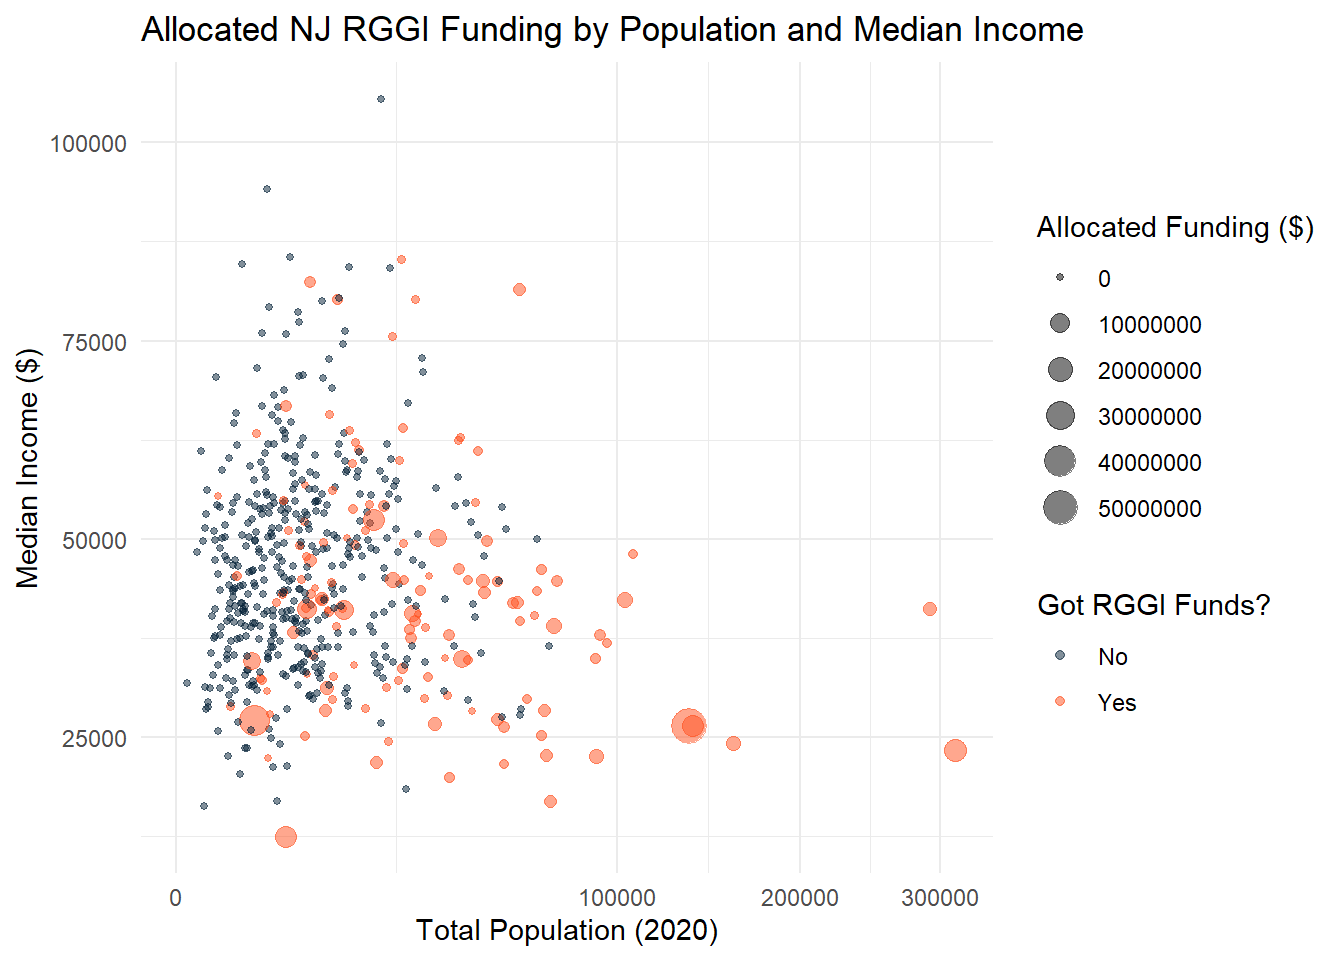 Allocated NJ RGGI Funding by Population and Median Income
100000
75000
50000
25000
Median Income ($)
0
100000
200000
300000
Total Population (2020)
Allocated Funding ($)
0
10000000
20000000
30000000
40000000
50000000
Got RGGI Funds?
No
Yes